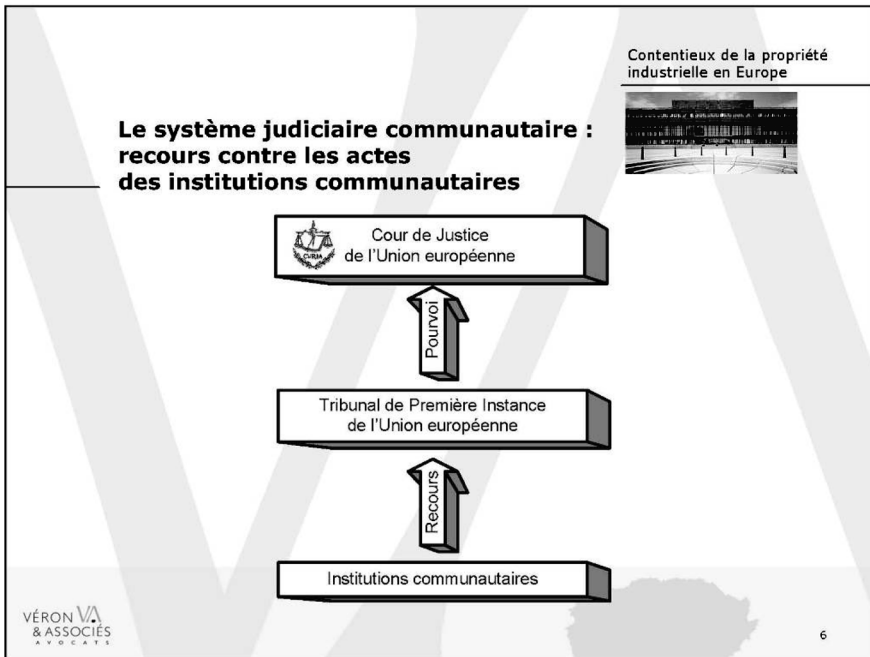 Contentieux de la propriété
industrielle en Europe
Le système judiciaire communautaire :
recours contre les actes
des institutions communautaires
CVRIA
Cour de Justice
de l'Union européenne
Pourvoi
Tribunal de Première Instance
de l'Union européenne
Recours
Institutions communautaires
VÉRON VA
& ASSOCIÉS
AVOCATS
6